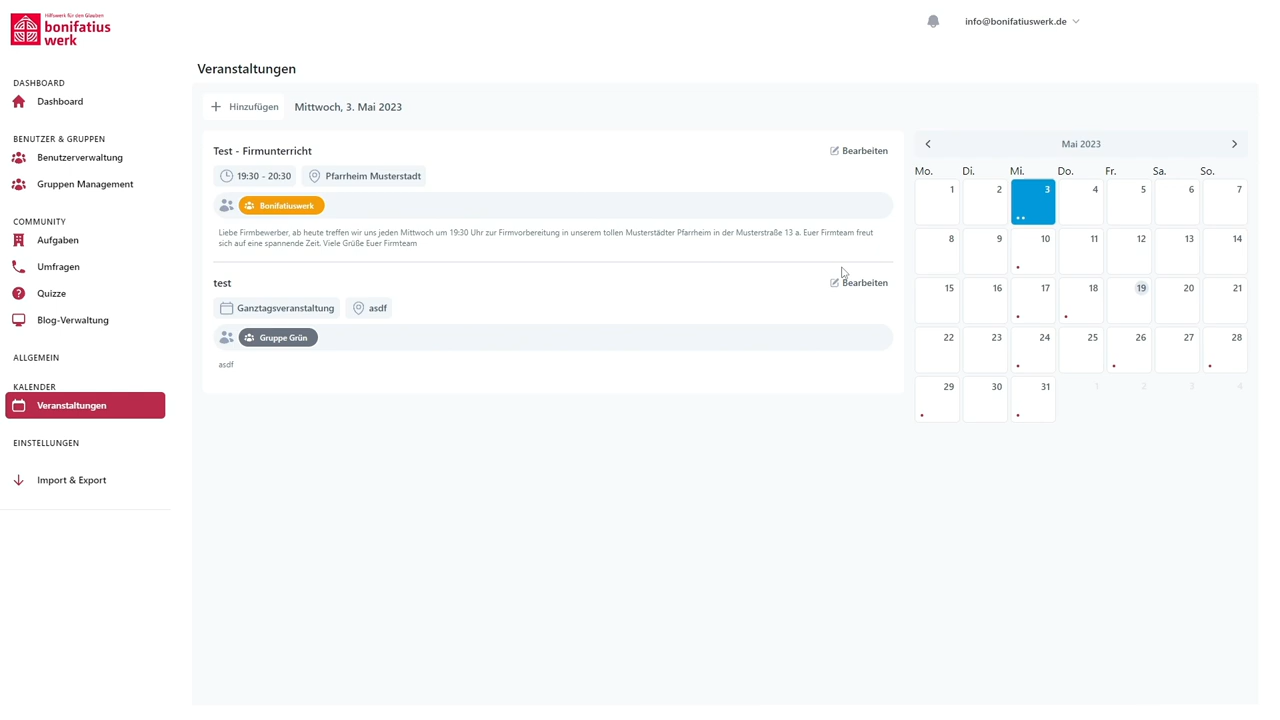 Hilfswerk für den Glauben
bonifatius
werk
info@bonifatiuswerk.de
DASHBOARD
Dashboard
BENUTZER & GRUPPEN
Benutzerverwaltung
Gruppen Management
COMMUNITY
Aufgaben
Umfragen
Quizze
Blog-Verwaltung
ALLGEMEIN
KALENDER
Veranstaltungen
EINSTELLUNGEN
Import & Export
Veranstaltungen
Hinzufügen Mittwoch, 3. Mai 2023
Test - Firmunterricht Bearbeiten
19:30 - 20:30 Pfarrheim Musterstadt
Bonifatiuswerk
Liebe Firmbewerber, ab heute treffen wir uns jeden Mittwoch um 19:30 Uhr zur Firmvorbereitung in unserem tollen Musterstädter Pfarrheim in der Musterstraße 13 a. Euer Firmteam freut
sich auf eine spannende Zeit. Viele Grüße Euer Firmteam
test Bearbeiten
Ganztagsveranstaltung asdf
Gruppe Grün
asdf
Mai 2023
Mo. Di. Mi. Do. Fr. Sa. So.
1 2 3 4 5 6 7
8 9 10 11 12 13 14
15 16 17 18 19 20 21
22 23 24 25 26 27 28
29 30 31 1 2 3 4